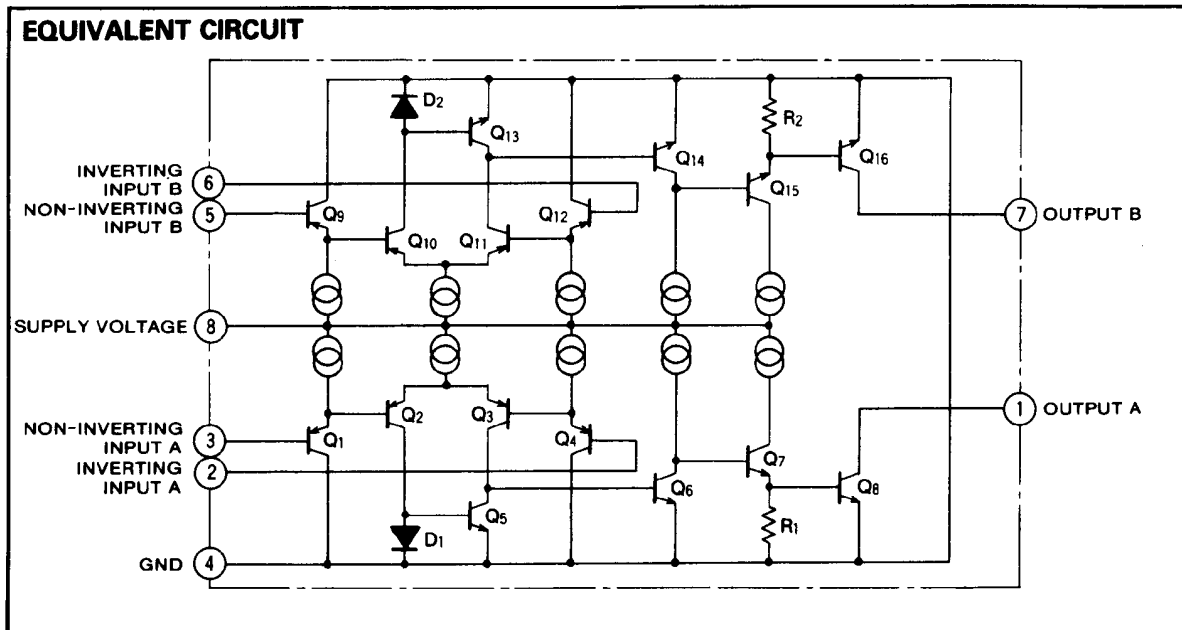 EQUIVALENT CIRCUIT
D2
Q13
R2
Q14
Q16
INVERTING
INPUT B
6
Q15
NON-INVERTING
INPUT B
5
Q9
Q12
7
OUTPUT B
Q10
Q11
SUPPLY VOLTAGE
8
Q2
Q3
1
OUTPUT A
NON-INVERTING
INPUT A
3
Q1
Q4
INVERTING
INPUT A
2
Q7
Q6
Q8
Q5
R1
D1
GND
4